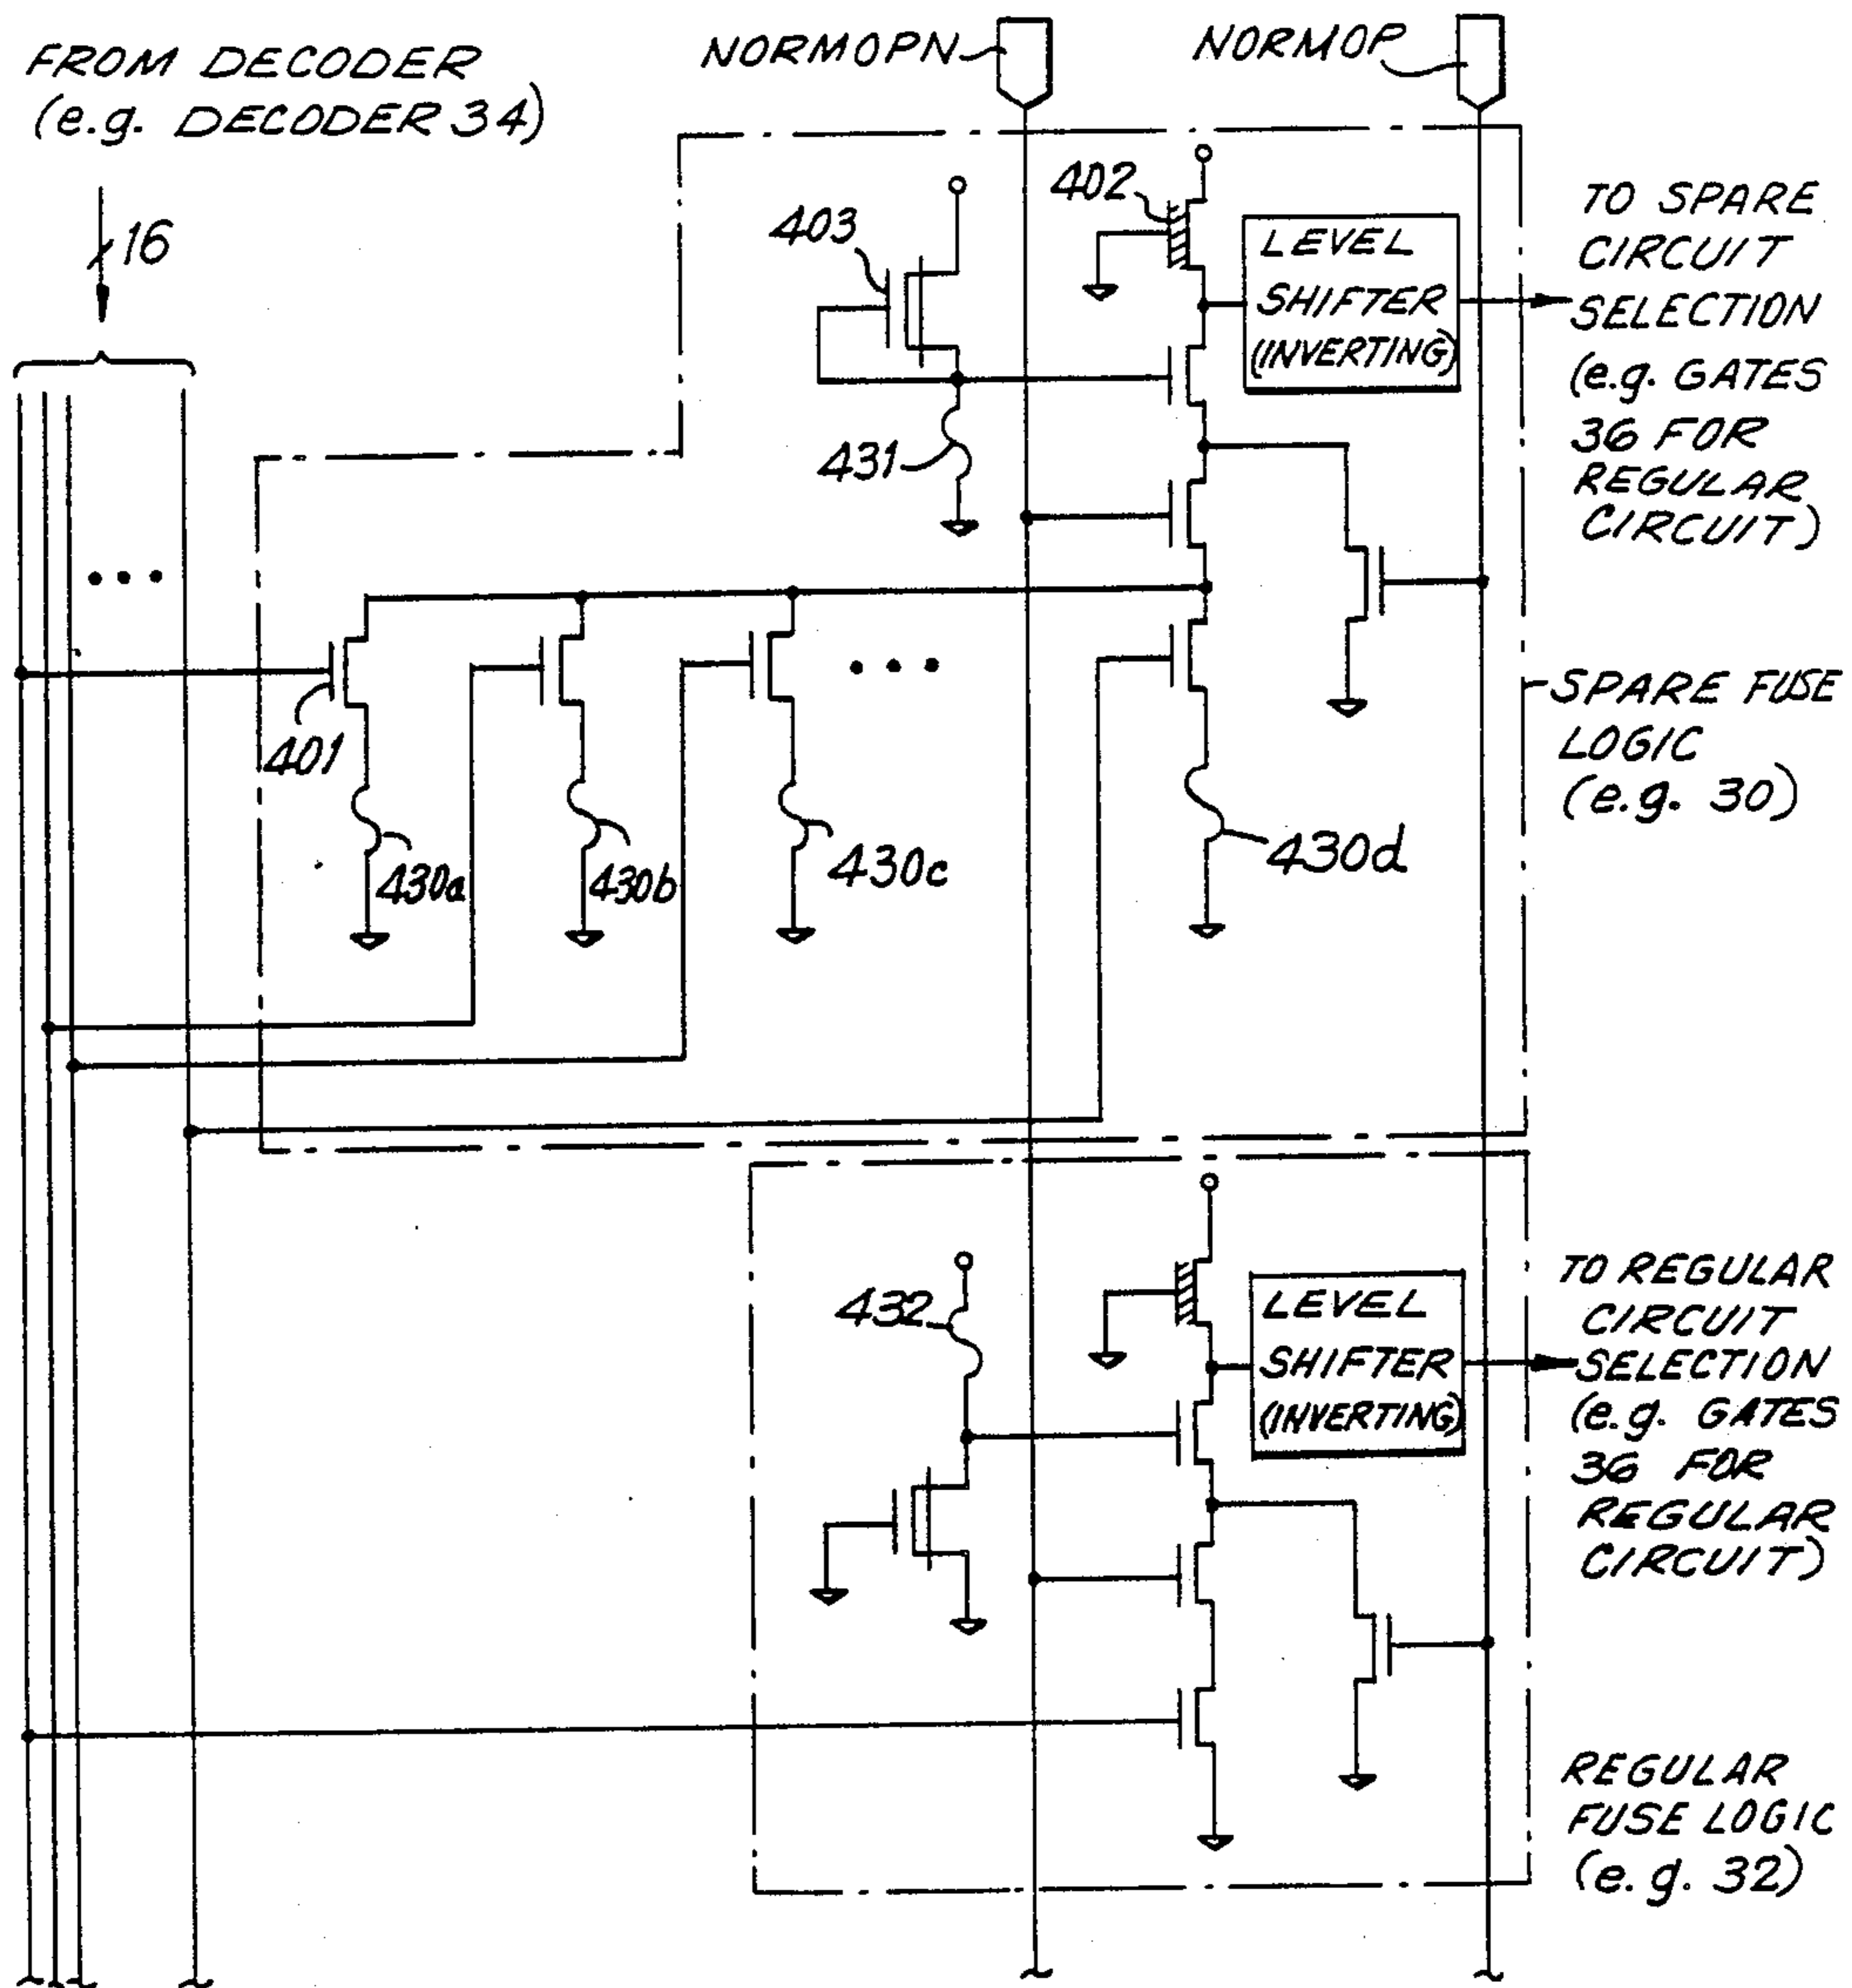 FROM DECODER
(e.g. DECODER 34)
16
NORMOPN
NORMOP
403
402
LEVEL
SHIFTER
(INVERTING)
TO SPARE
CIRCUIT
SELECTION
(e.g. GATES
36 FOR
REGULAR
CIRCUIT)
431
401
430a
430b
430c
430d
SPARE FUSE
LOGIC
(e.g. 30)
432
LEVEL
SHIFTER
(INVERTING)
TO REGULAR
CIRCUIT
SELECTION
(e.g. GATES
36 FOR
REGULAR
CIRCUIT)
REGULAR
FUSE LOGIC
(e.g. 32)